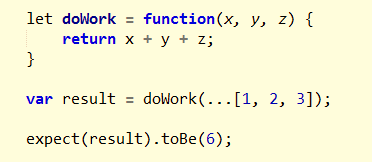 let doWork = function(x, y, z) {
    return x + y + z;
}
var result = doWork(...[1, 2, 3]);
expect(result).toBe(6);